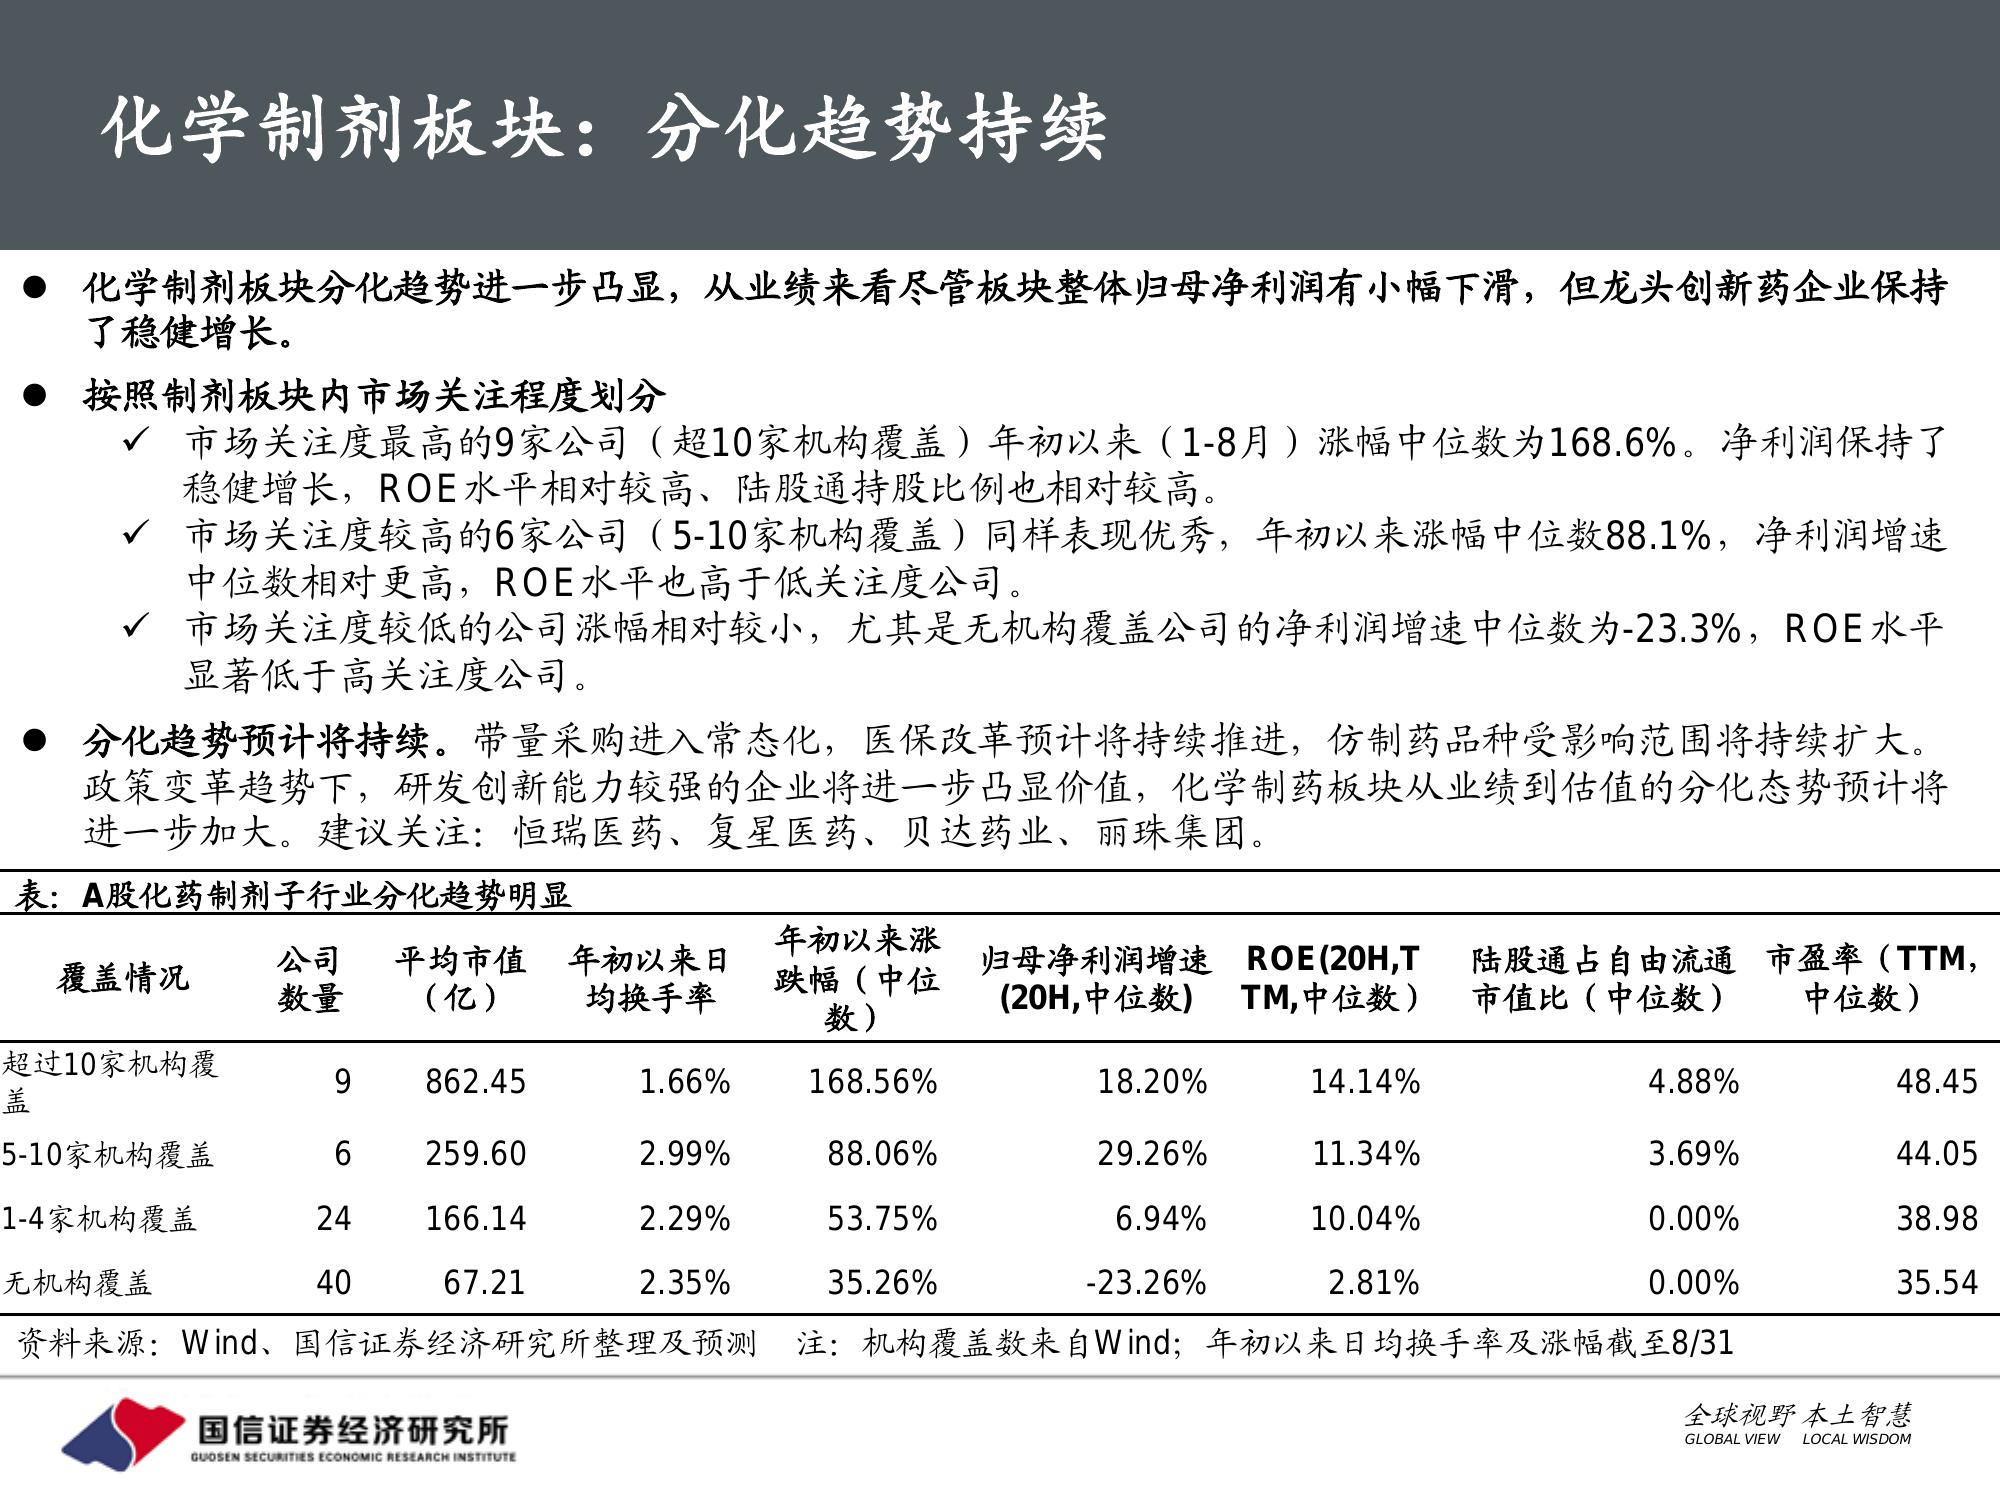 化学制剂板块：分化趋势持续
● 化学制剂板块分化趋势进一步凸显，从业绩来看尽管板块整体归母净利润有小幅下滑，但龙头创新药企业保持
了稳健增长。
● 按照制剂板块内市场关注程度划分
✓ 市场关注度最高的9家公司（超10家机构覆盖）年初以来（1-8月）涨幅中位数为168.6%。净利润保持了
稳健增长，ROE水平相对较高、陆股通持股比例也相对较高。
✓ 市场关注度较高的6家公司（5-10家机构覆盖）同样表现优秀，年初以来涨幅中位数88.1%，净利润增速
中位数相对更高，ROE水平也高于低关注度公司。
✓ 市场关注度较低的公司涨幅相对较小，尤其是无机构覆盖公司的净利润增速中位数为-23.3%，ROE水平
显著低于高关注度公司。
● 分化趋势预计将持续。带量采购进入常态化，医保改革预计将持续推进，仿制药品种受影响范围将持续扩大。
政策变革趋势下，研发创新能力较强的企业将进一步凸显价值，化学制药板块从业绩到估值的分化态势预计将
进一步加大。建议关注：恒瑞医药、复星医药、贝达药业、丽珠集团。
表：A股化药制剂子行业分化趋势明显
覆盖情况 公司数量 平均市值（亿） 年初以来日均换手率 年初以来涨跌幅（中位数） 归母净利润增速(20H,中位数) ROE(20H,TTM,中位数） 陆股通占自由流通市值比（中位数） 市盈率（TTM，中位数）
超过10家机构覆盖 9 862.45 1.66% 168.56% 18.20% 14.14% 4.88% 48.45
5-10家机构覆盖 6 259.60 2.99% 88.06% 29.26% 11.34% 3.69% 44.05
1-4家机构覆盖 24 166.14 2.29% 53.75% 6.94% 10.04% 0.00% 38.98
无机构覆盖 40 67.21 2.35% 35.26% -23.26% 2.81% 0.00% 35.54
资料来源：Wind、国信证券经济研究所整理及预测 注：机构覆盖数来自Wind；年初以来日均换手率及涨幅截至8/31
国信证券经济研究所
GUOSEN SECURITIES ECONOMIC RESEARCH INSTITUTE
全球视野 本土智慧
GLOBAL VIEW LOCAL WISDOM